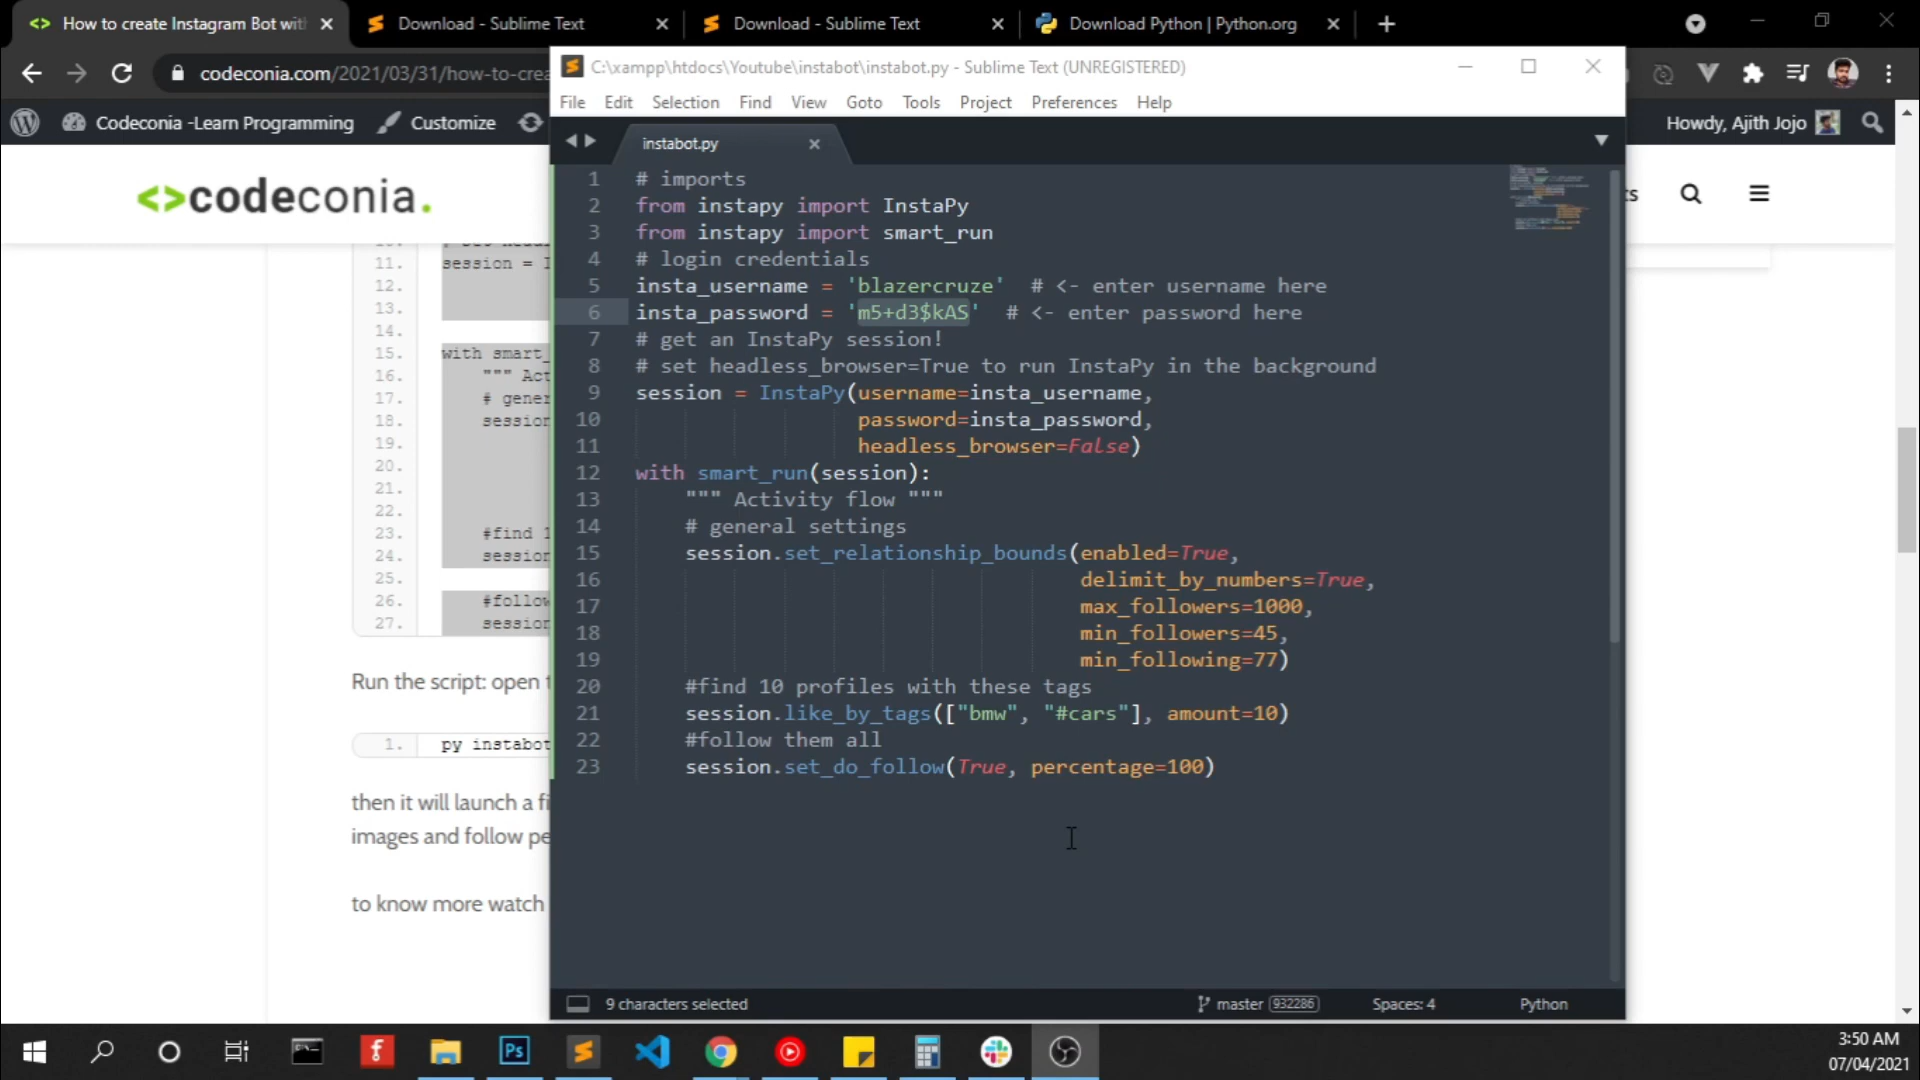 How to create Instagram Bot with
Download - Sublime Text
Download - Sublime Text
Download Python | Python.org
codeconia.com/2021/03/31/how-to-crea
C:\xampp\htdocs\Youtube\instabot\instabot.py - Sublime Text (UNREGISTERED)
File Edit Selection Find View Goto Tools Project Preferences Help
Codeconia -Learn Programming
Customize
Howdy, Ajith Jojo
instabot.py
<>codeconia.
1 # imports
2 from instapy import InstaPy
3 from instapy import smart_run
4 # login credentials
5 insta_username = 'blazercruze' # <- enter username here
6 insta_password = 'm5+d3$kAS' # <- enter password here
7 # get an InstaPy session!
8 # set headless_browser=True to run InstaPy in the background
9 session = InstaPy(username=insta_username,
10 password=insta_password,
11 headless_browser=False)
12 with smart_run(session):
13 """ Activity flow """
14 # general settings
15 session.set_relationship_bounds(enabled=True,
16 delimit_by_numbers=True,
17 max_followers=1000,
18 min_followers=45,
19 min_following=77)
20 #find 10 profiles with these tags
21 session.like_by_tags(["bmw", "#cars"], amount=10)
22 #follow them all
23 session.set_do_follow(True, percentage=100)
11. session = I
12.
13.
14.
15. with smart_
16. """ Act
17. # gener
18. session
19.
20.
21.
22.
23. #find 1
24. session
25.
26. #follow
27. session
Run the script: open t
1. py instabot
then it will launch a fi
images and follow pe
to know more watch
9 characters selected
master 932286
Spaces: 4
Python
Ps
3:50 AM
07/04/2021